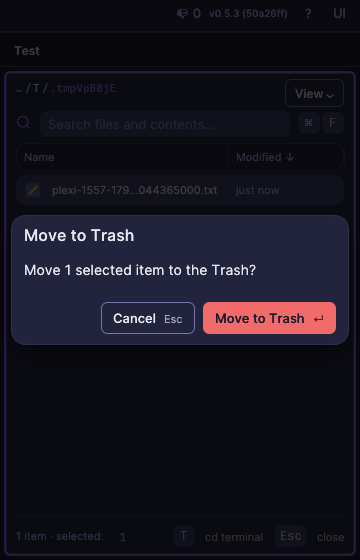 v0.5.3 (50a26ff) ? UI
Test
… / T / .tmpVpB8jE
View
Search files and contents... ⌘ F
Name Modified ↓
plexi-1557-179...044365000.txt just now
Move to Trash
Move 1 selected item to the Trash?
Cancel Esc Move to Trash ↵
1 item · selected: 1 T cd terminal Esc close